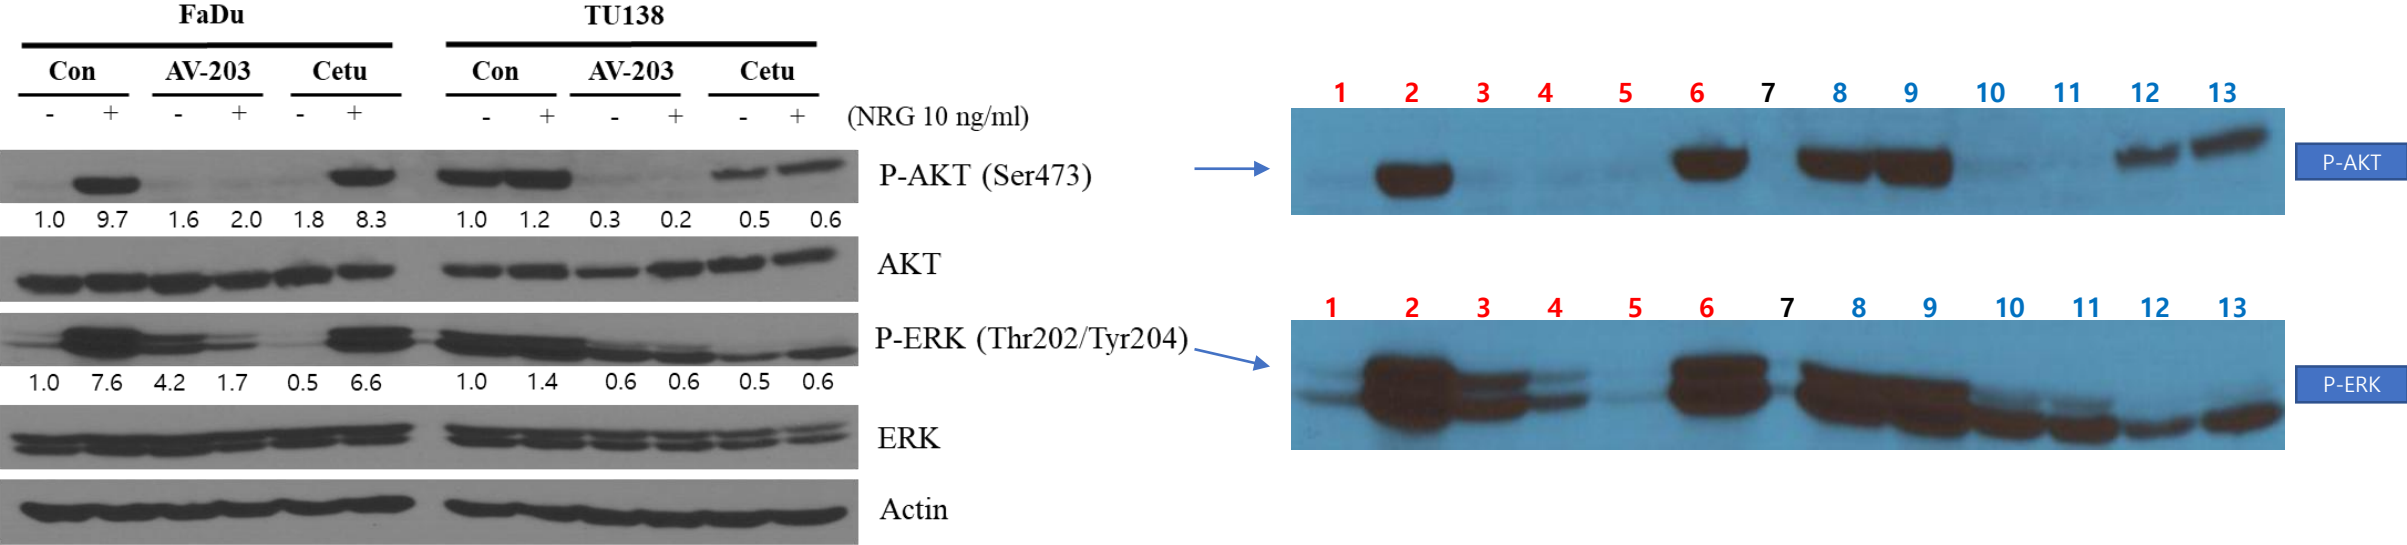 FaDu TU138
Con AV-203 Cetu Con AV-203 Cetu
- + - + - + - + - + - + (NRG 10 ng/ml)
P-AKT (Ser473)
1.0 9.7 1.6 2.0 1.8 8.3 1.0 1.2 0.3 0.2 0.5 0.6
AKT
P-ERK (Thr202/Tyr204)
1.0 7.6 4.2 1.7 0.5 6.6 1.0 1.4 0.6 0.6 0.5 0.6
ERK
Actin
1 2 3 4 5 6 7 8 9 10 11 12 13
P-AKT
1 2 3 4 5 6 7 8 9 10 11 12 13
P-ERK